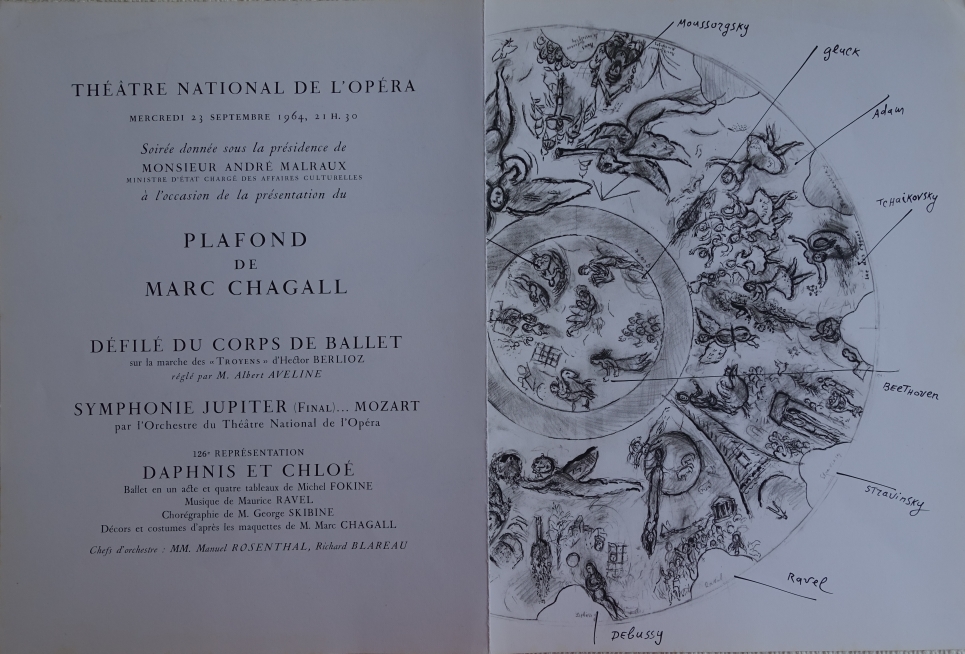 THÉÂTRE NATIONAL DE L'OPÉRA
MERCREDI 23 SEPTEMBRE 1964, 21 H. 30
Soirée donnée sous la présidence de
MONSIEUR ANDRÉ MALRAUX
MINISTRE D'ÉTAT CHARGÉ DES AFFAIRES CULTURELLES
à l'occasion de la présentation du
PLAFOND
DE
MARC CHAGALL
DÉFILÉ DU CORPS DE BALLET
sur la marche des « TROYENS » d'Hector BERLIOZ
réglé par M. Albert AVELINE
SYMPHONIE JUPITER (FINAL)... MOZART
par l'Orchestre du Théâtre National de l'Opéra
126e REPRÉSENTATION
DAPHNIS ET CHLOÉ
Ballet en un acte et quatre tableaux de Michel FOKINE
Musique de Maurice RAVEL
Chorégraphie de M. George SKIBINE
Décors et costumes d'après les maquettes de M. Marc CHAGALL
Chefs d'orchestre : MM. Manuel ROSENTHAL, Richard BLAREAU
Moussorgsky
gluck
Adam
Tchaikovsky
Beethoven
Stravinsky
Ravel
Debussy